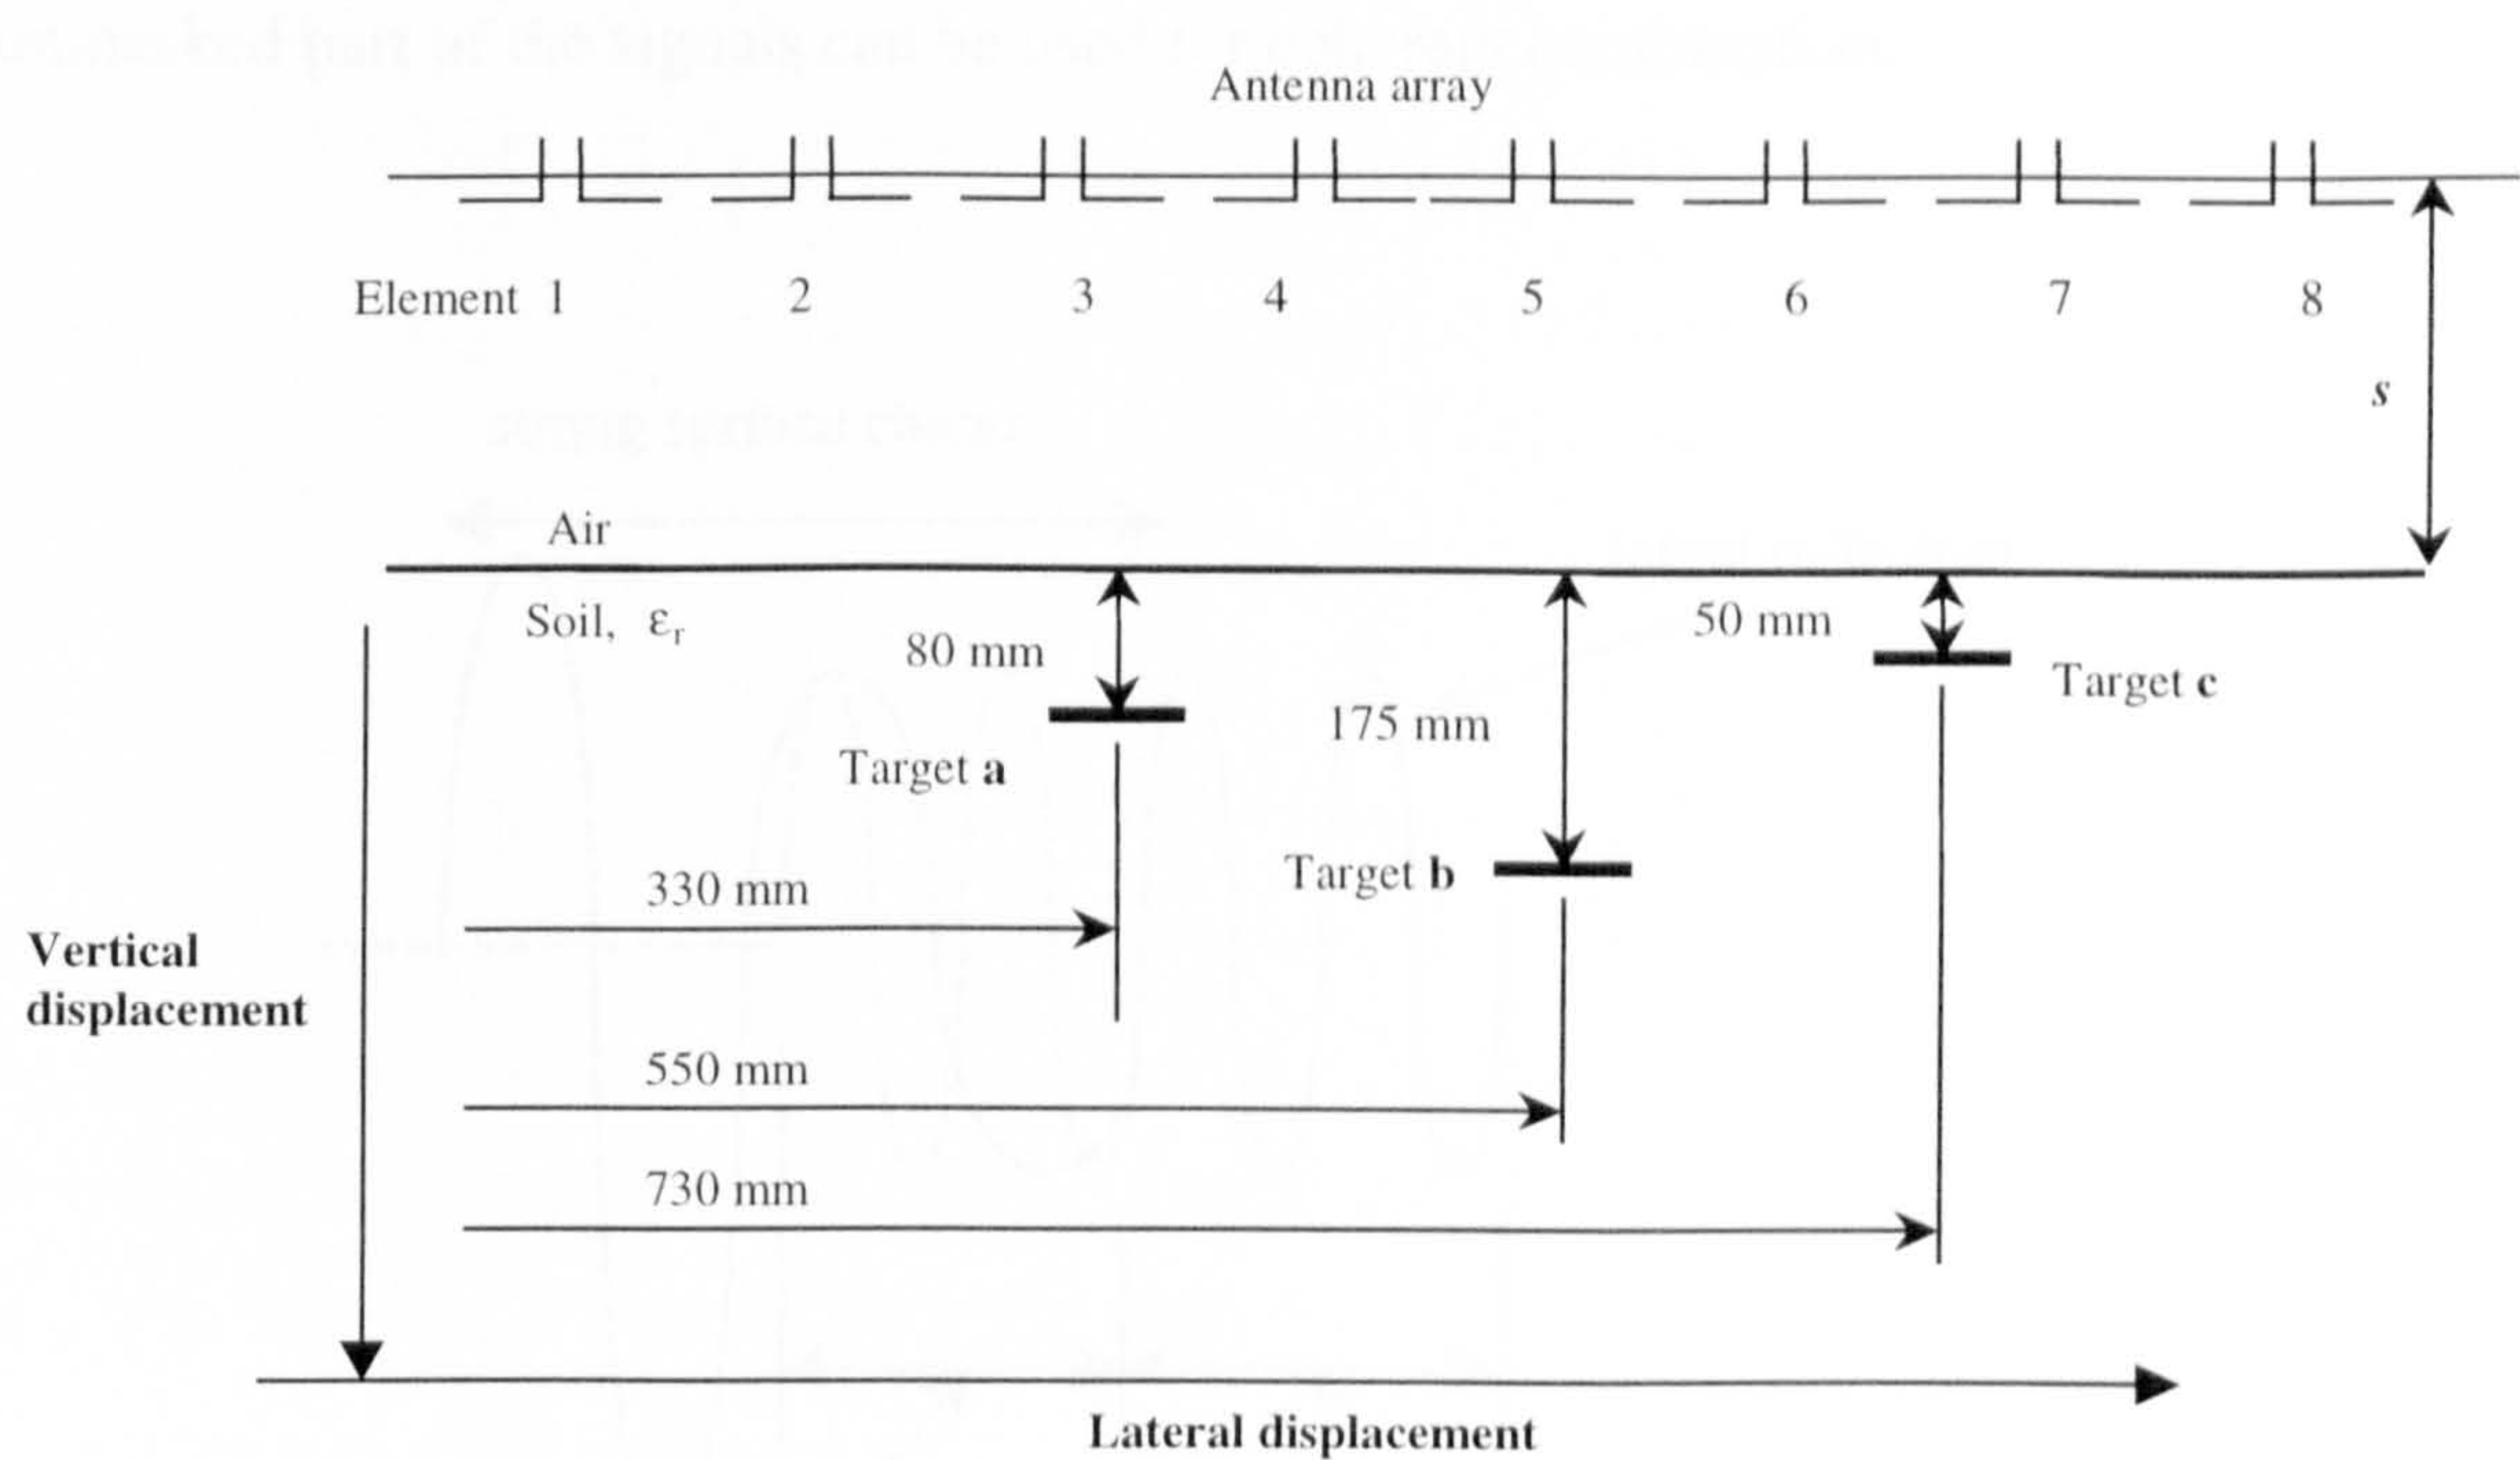 Antenna array
Element 1 2 3 4 5 6 7 8
s
Air
Soil, εr
80 mm
50 mm
175 mm
Target c
Target a
Target b
330 mm
Vertical
displacement
550 mm
730 mm
Lateral displacement